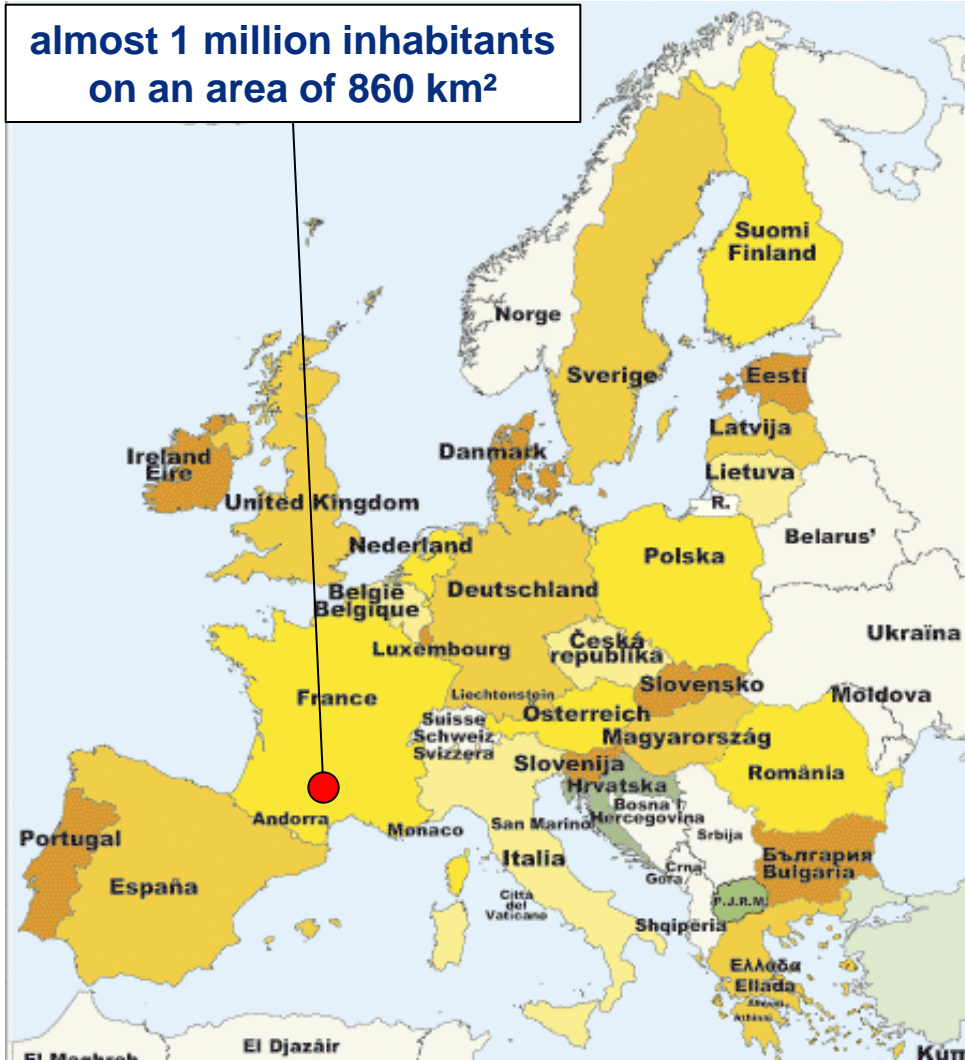 almost 1 million inhabitants
on an area of 860 km²
Suomi
Finland
Norge
Sverige
Eesti
Latvija
Danmark
Lietuva
Ireland
Eire
R.
United Kingdom
Belarus'
Nederland
Polska
België
Belgique
Deutschland
Ukraïna
Luxembourg
Česká
republika
Slovensko
Moldova
France
Liechtenstein
Österreich
Suisse
Schweiz
Svizzera
Magyarország
Slovenija
România
Hrvatska
Bosna i
Hercegovina
Andorra
Monaco
San Marino
Srbija
Portugal
Italia
България
Bulgaria
Crna
Gora
España
Città
del
Vaticano
F.J.R.M.
Shqipëria
Ελλάδα
Ellada
El Djazâir
El Maghreb